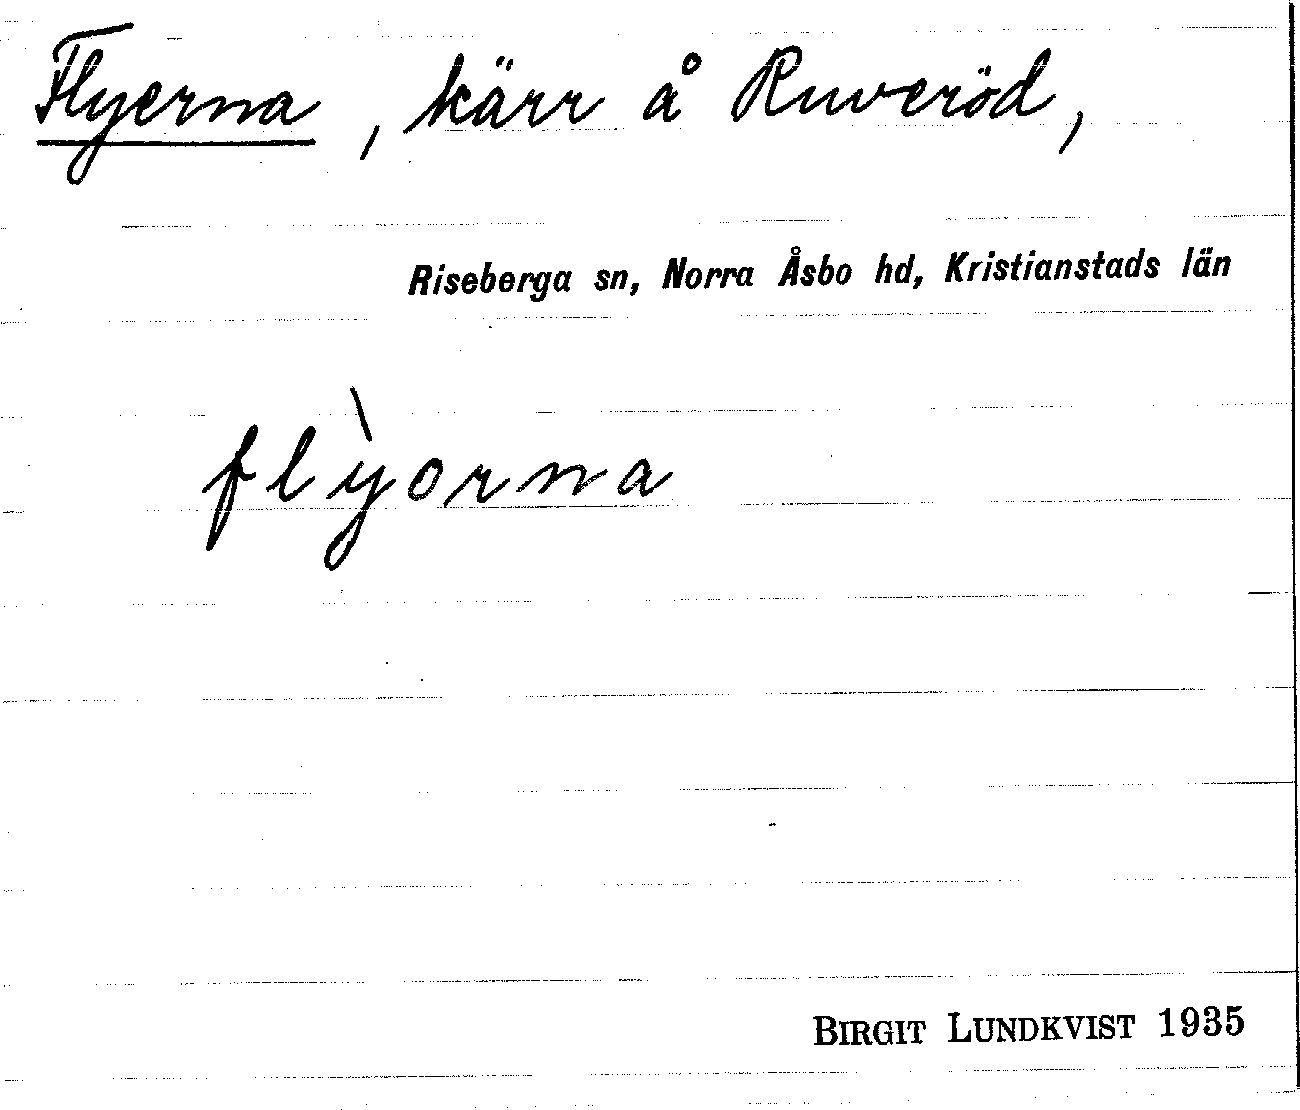 Flyerna, kärr å Ruveröd,
Riseberga sn, Norra Åsbo hd, Kristianstads län
flỳorna
BIRGIT LUNDKVIST 1935